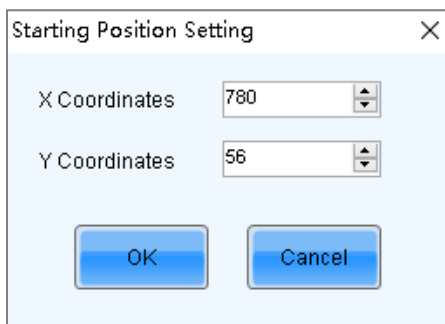 Starting Position Setting
X Coordinates 780
Y Coordinates 56
OK Cancel